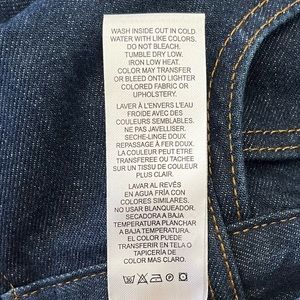 WASH INSIDE OUT IN COLD
WATER WITH LIKE COLORS.
DO NOT BLEACH.
TUMBLE DRY LOW.
IRON LOW HEAT.
COLOR MAY TRANSFER
OR BLEED ONTO LIGHTER
COLORED FABRIC OR
UPHOLSTERY.
LAVER À L'ENVERS L'EAU
FROIDE AVEC DES
COULEURS SEMBLABLES.
NE PAS JAVELLISER.
SECHE-LINGE DOUX
REPASSAGE À FER DOUX.
LA COULEUR PEUT ETRE
TRANSFEREE OU TACHEE
SUR UN TISSU DE COULEUR
PLUS CLAIR.
LAVAR AL REVÉS
EN AGUA FRÍA CON
COLORES SIMILARES.
NO USAR BLANQUEADOR.
SECADORA A BAJA
TEMPERATURA PLANCHAR
A BAJA TEMPERATURA.
EL COLOR PUEDE
TRANSFERIR EN TELA O
TAPICERÍA DE
COLOR MAS CLARO.